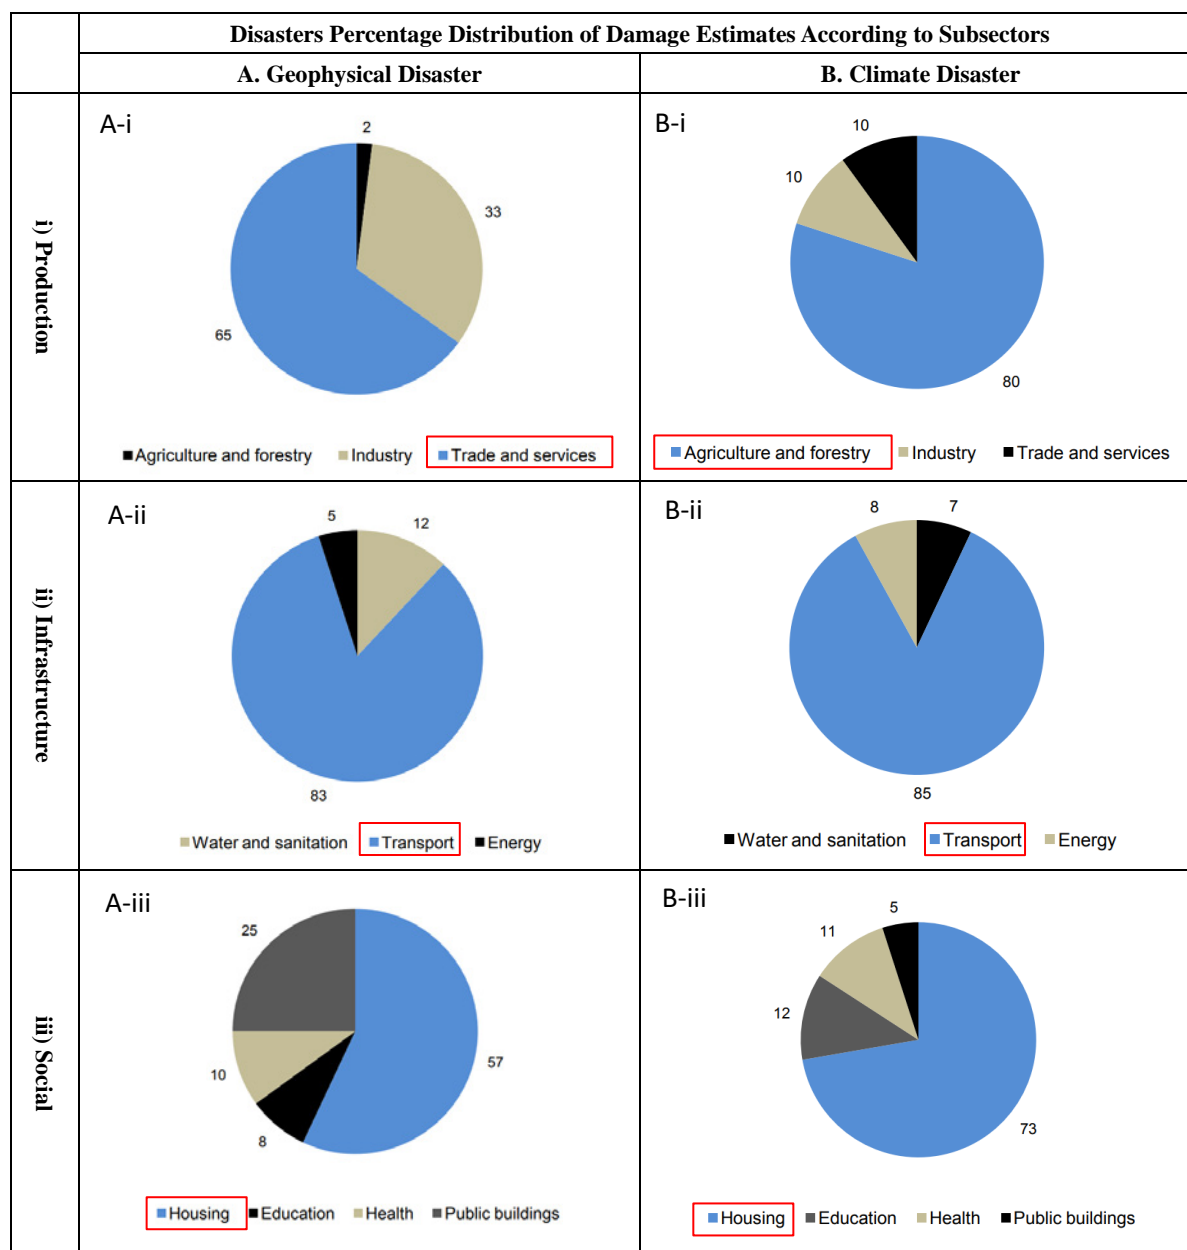 Disasters Percentage Distribution of Damage Estimates According to Subsectors
A. Geophysical Disaster
B. Climate Disaster
i) Production
A-i
2
33
65
Agriculture and forestry Industry Trade and services
B-i
10
10
80
Agriculture and forestry Industry Trade and services
ii) Infrastructure
A-ii
5
12
83
Water and sanitation Transport Energy
B-ii
8
7
85
Water and sanitation Transport Energy
iii) Social
A-iii
25
57
10
8
Housing Education Health Public buildings
B-iii
5
11
12
73
Housing Education Health Public buildings